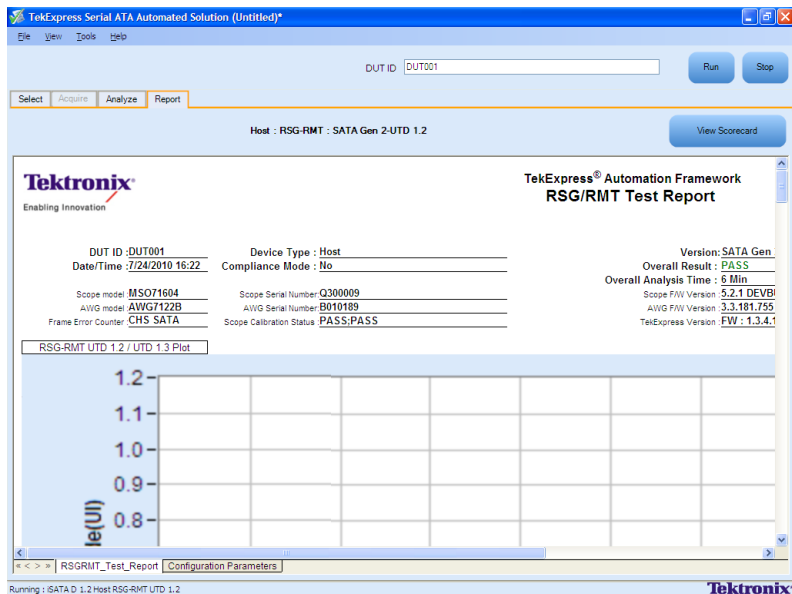 TekExpress Serial ATA Automated Solution (Untitled)*
File View Tools Help
DUT ID DUT001 Run Stop
Select Acquire Analyze Report
Host : RSG-RMT : SATA Gen 2-UTD 1.2 View Scorecard
Tektronix
Enabling Innovation
TekExpress® Automation Framework
RSG/RMT Test Report
DUT ID : DUT001 Device Type : Host Version: SATA Gen
Date/Time : 7/24/2010 16:22 Compliance Mode : No Overall Result : PASS
Overall Analysis Time : 6 Min
Scope model : MSO71604 Scope Serial Number: Q300009 Scope F/W Version : 5.2.1 DEVB
AWG model : AWG7122B AWG Serial Number: B010189 AWG F/W Version : 3.3.181.755
Frame Error Counter : CHS SATA Scope Calibration Status : PASS;PASS TekExpress Version : FW : 1.3.4.1
RSG-RMT UTD 1.2 / UTD 1.3 Plot
1.2
1.1
1.0
0.9
0.8
de(UI)
« < > » RSGRMT_Test_Report Configuration Parameters
Running : iSATA D 1.2 Host RSG-RMT UTD 1.2
Tektronix